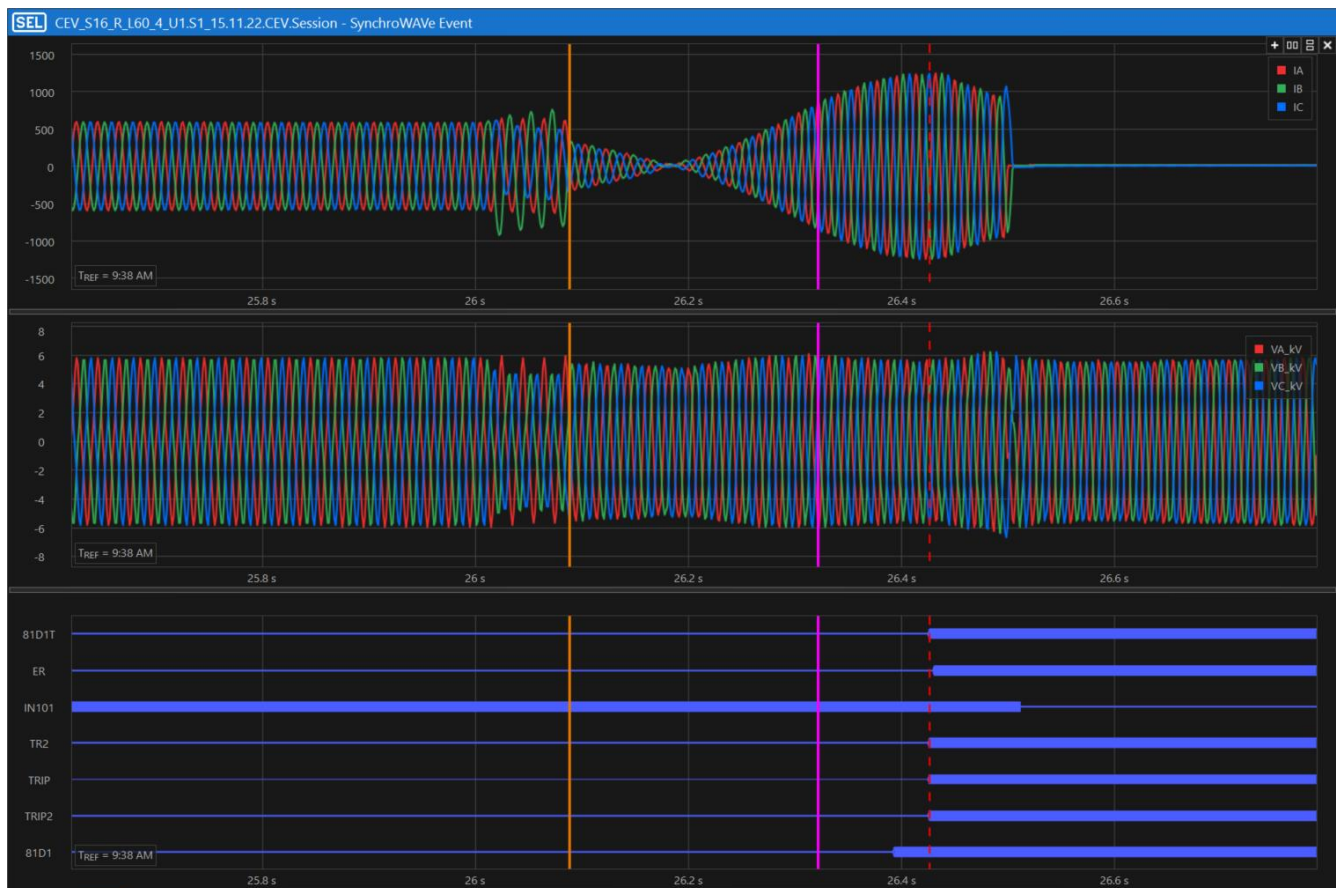 SEL CEV_S16_R_L60_4_U1.S1_15.11.22.CEV.Session - SynchroWAVe Event
1500
1000
500
0
-500
-1000
-1500
IA
IB
IC
TREF = 9:38 AM
25.8 s 26 s 26.2 s 26.4 s 26.6 s
8
6
4
2
0
-2
-4
-6
-8
VA_kV
VB_kV
VC_kV
TREF = 9:38 AM
25.8 s 26 s 26.2 s 26.4 s 26.6 s
81D1T
ER
IN101
TR2
TRIP
TRIP2
81D1
TREF = 9:38 AM
25.8 s 26 s 26.2 s 26.4 s 26.6 s